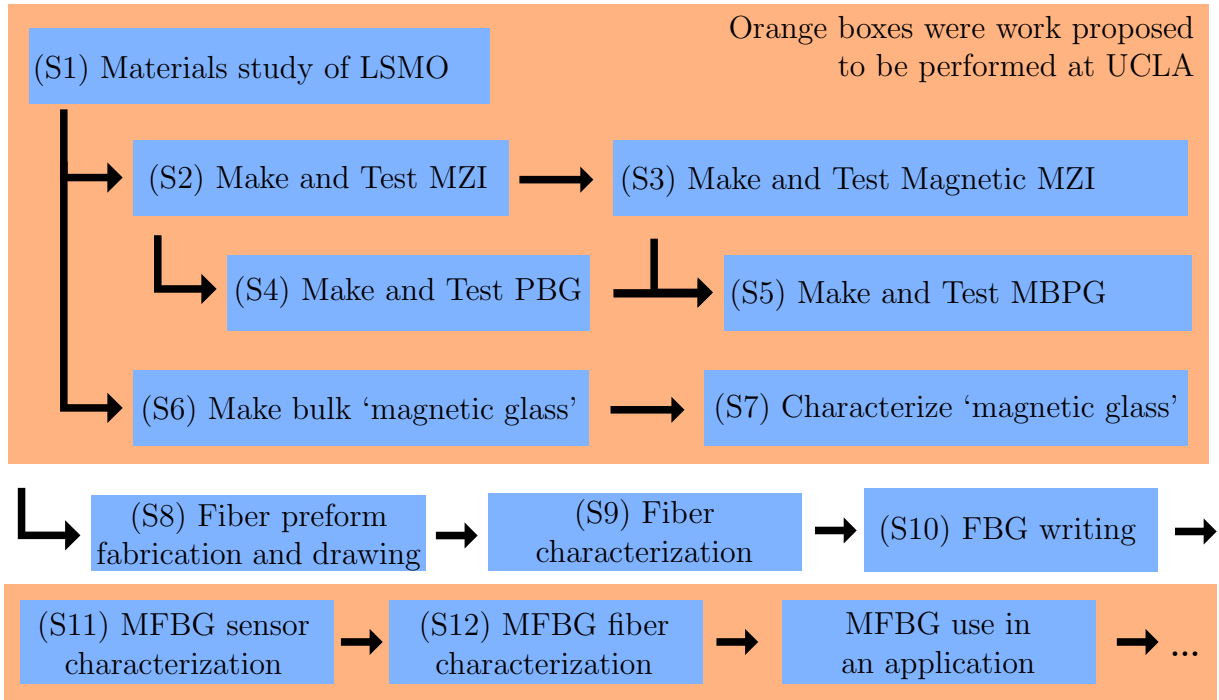 Orange boxes were work proposed
to be performed at UCLA
(S1) Materials study of LSMO
(S2) Make and Test MZI
(S3) Make and Test Magnetic MZI
(S4) Make and Test PBG
(S5) Make and Test MBPG
(S6) Make bulk ‘magnetic glass’
(S7) Characterize ‘magnetic glass’
(S8) Fiber preform
fabrication and drawing
(S9) Fiber
characterization
(S10) FBG writing
(S11) MFBG sensor
characterization
(S12) MFBG fiber
characterization
MFBG use in
an application
...